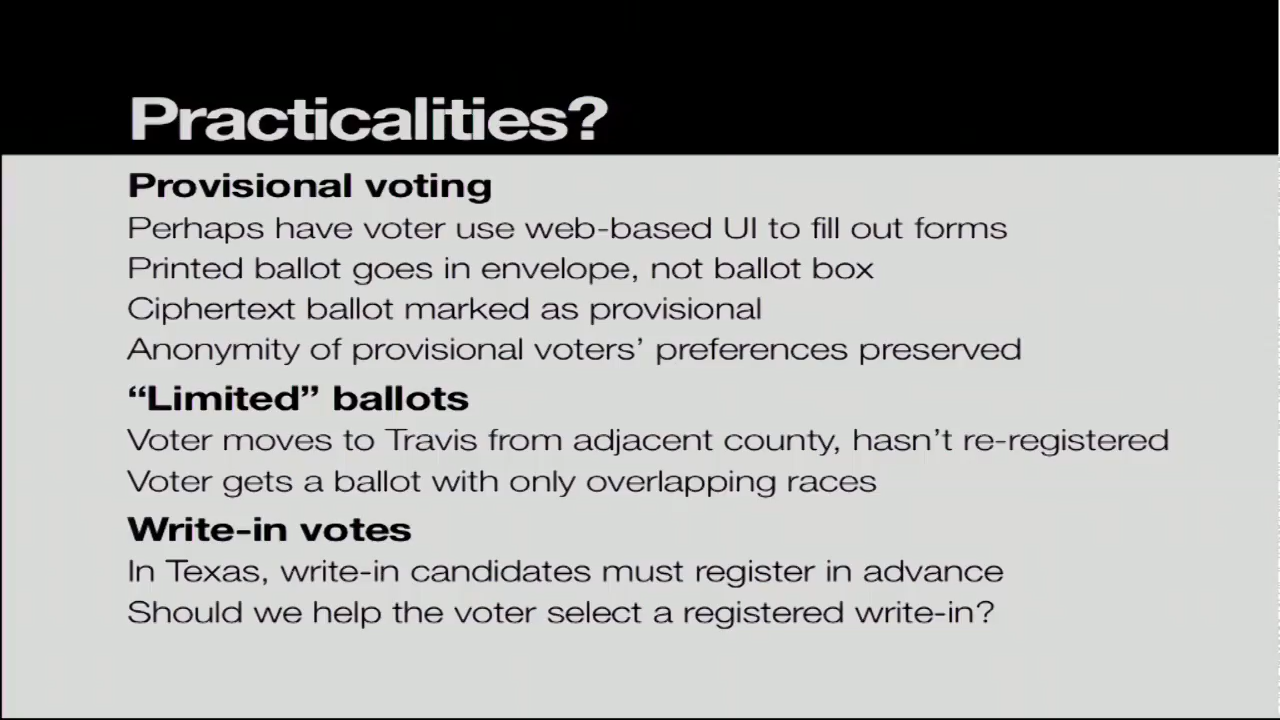 Practicalities?
Provisional voting
Perhaps have voter use web-based UI to fill out forms
Printed ballot goes in envelope, not ballot box
Ciphertext ballot marked as provisional
Anonymity of provisional voters’ preferences preserved
“Limited” ballots
Voter moves to Travis from adjacent county, hasn’t re-registered
Voter gets a ballot with only overlapping races
Write-in votes
In Texas, write-in candidates must register in advance
Should we help the voter select a registered write-in?